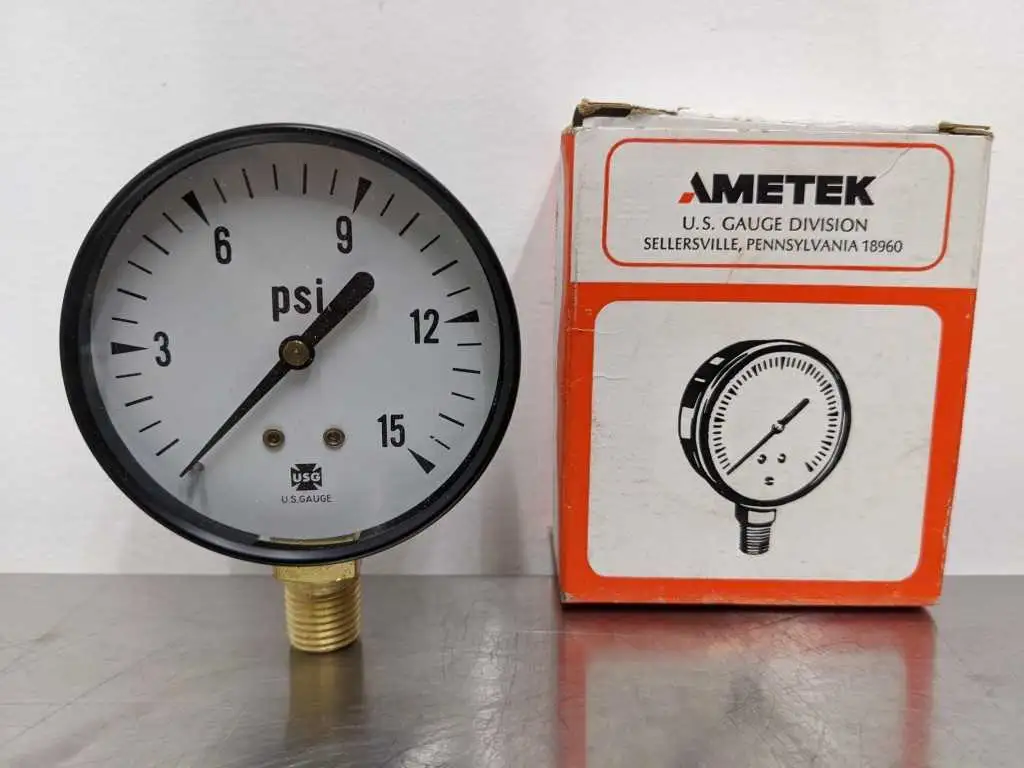 6
9
psi
3
12
15
USG
U.S.GAUGE
AMETEK
U.S. GAUGE DIVISION
SELLERSVILLE, PENNSYLVANIA 18960